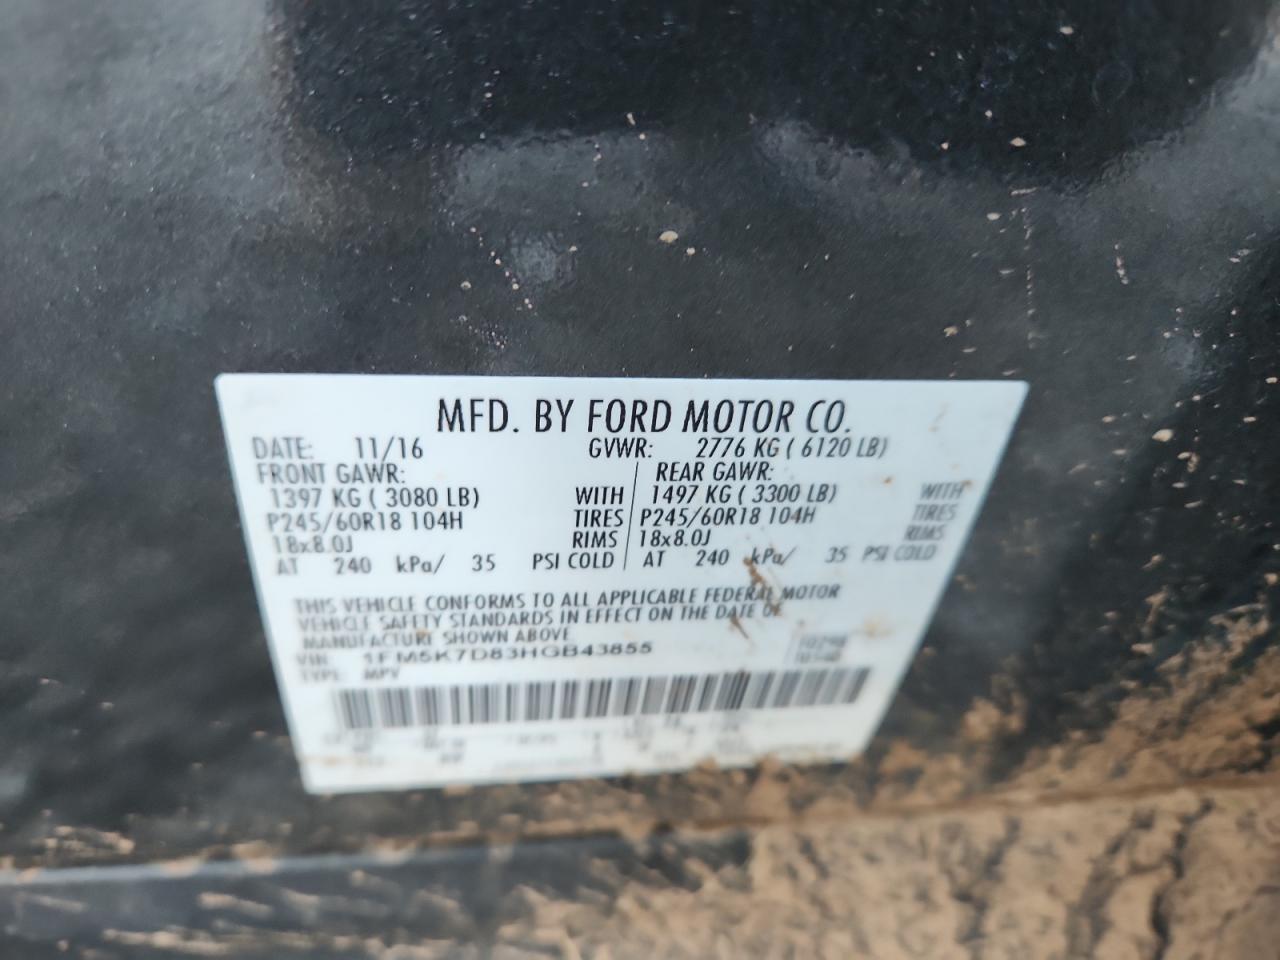 MFD. BY FORD MOTOR CO.
DATE: 11/16 GVWR: 2776 KG ( 6120 LB)
FRONT GAWR: REAR GAWR:
1397 KG ( 3080 LB) WITH 1497 KG ( 3300 LB) WITH
P245/60R18 104H TIRES P245/60R18 104H TIRES
18x8.0J RIMS 18x8.0J RIMS
AT 240 kPa/ 35 PSI COLD AT 240 kPa/ 35 PSI COLD
THIS VEHICLE CONFORMS TO ALL APPLICABLE FEDERAL MOTOR
VEHICLE SAFETY STANDARDS IN EFFECT ON THE DATE OF
MANUFACTURE SHOWN ABOVE
VIN: 1FM5K7D83HGB43855
TYPE: MPV